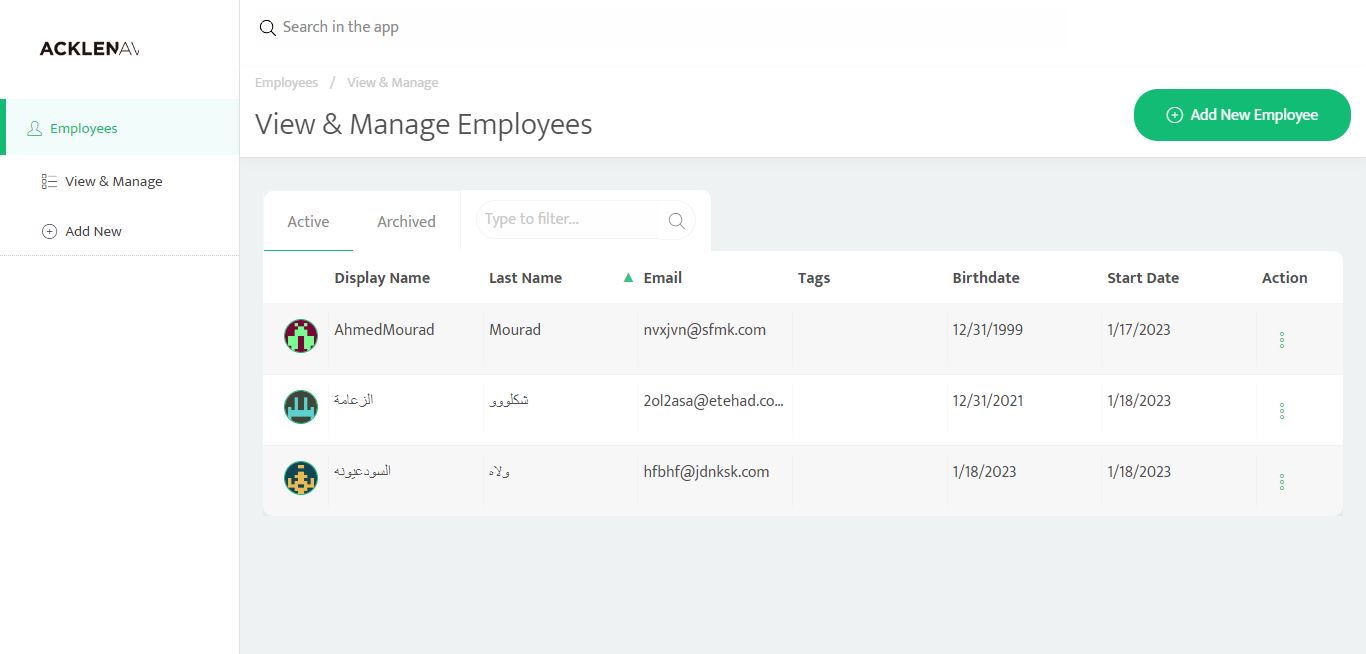 Search in the app
ACKLENAV
Employees / View & Manage
View & Manage Employees
Add New Employee
Employees
View & Manage
Add New
Active Archived Type to filter...
Display Name Last Name ▲ Email Tags Birthdate Start Date Action
AhmedMourad Mourad nvxjvn@sfmk.com 12/31/1999 1/17/2023
الزعامة شكلووو 2ol2asa@etehad.co... 12/31/2021 1/18/2023
السودعيونه ولاه hfbhf@jdnksk.com 1/18/2023 1/18/2023